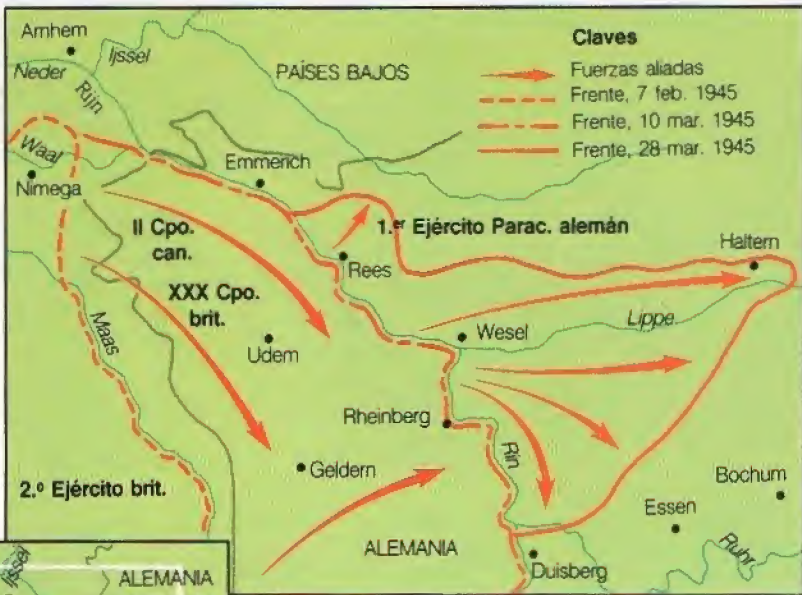 Arnhem
Ijssel
Neder
Rijn
PAÍSES BAJOS
Claves
Fuerzas aliadas
Frente, 7 feb. 1945
Frente, 10 mar. 1945
Frente, 28 mar. 1945
Waal
Nimega
Emmerich
II Cpo.
can.
1.er Ejército Parac. alemán
Haltern
Rees
XXX Cpo.
brit.
Maas
Udem
Wesel
Lippe
Rheinberg
Rin
Geldern
2.º Ejército brit.
Bochum
Essen
ALEMANIA
Ruhr
Duisberg
Ijssel
ALEMANIA